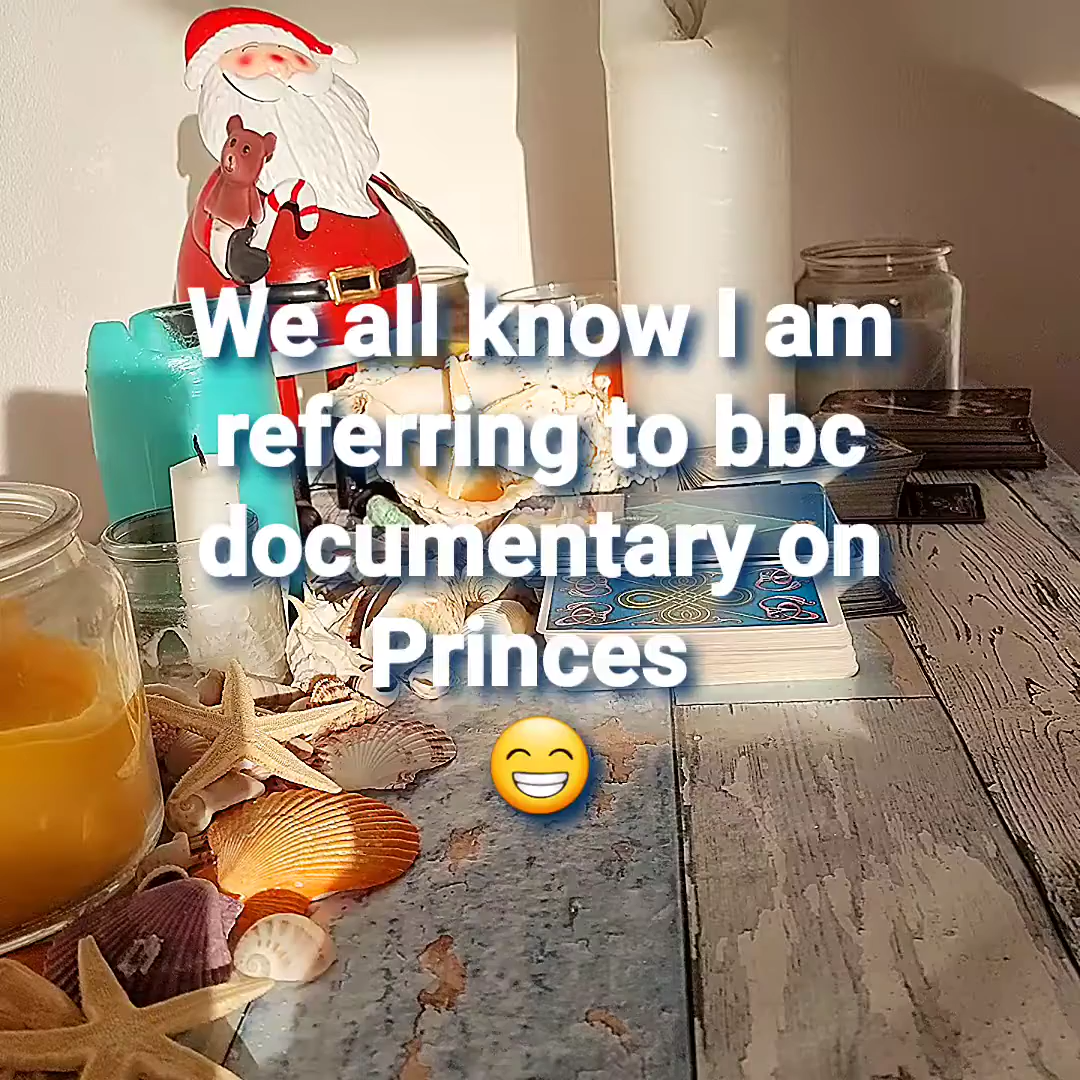 We all know I am
referring to bbc
documentary on
Princes
😁